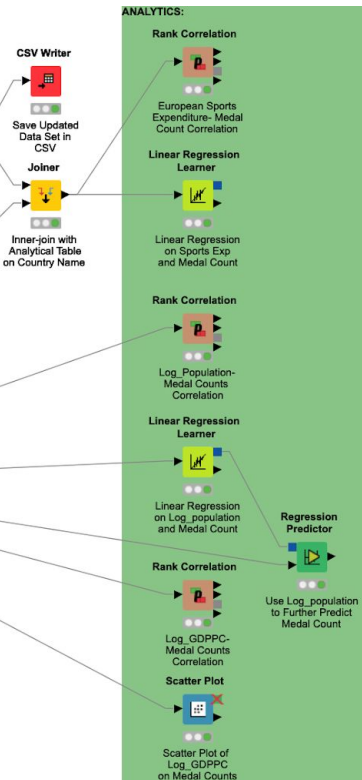 ANALYTICS:
CSV Writer
Save Updated
Data Set in
CSV
Joiner
Inner-join with
Analytical Table
on Country Name
Rank Correlation
European Sports
Expenditure- Medal
Count Correlation
Linear Regression
Learner
Linear Regression
on Sports Exp
and Medal Count
Rank Correlation
Log_Population-
Medal Counts
Correlation
Linear Regression
Learner
Linear Regression
on Log_population
and Medal Count
Regression
Predictor
Use Log_population
to Further Predict
Medal Count
Rank Correlation
Log_GDPPC-
Medal Counts
Correlation
Scatter Plot
Scatter Plot of
Log_GDPPC
on Medal Counts